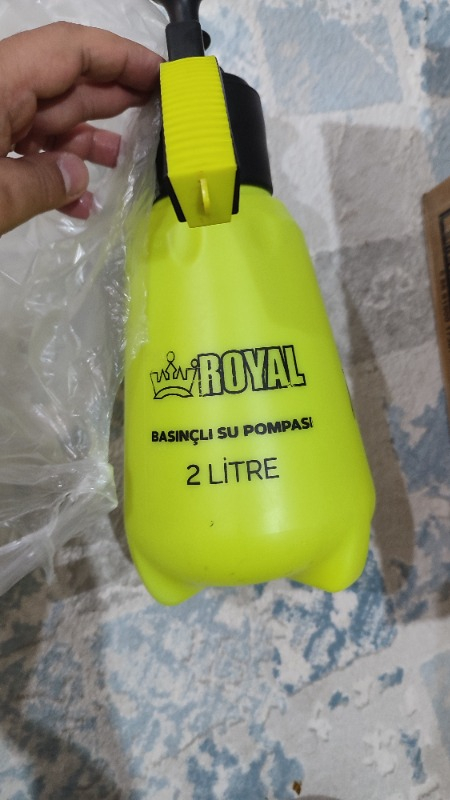 ROYAL
BASINÇLI SU POMPASI
2 LİTRE